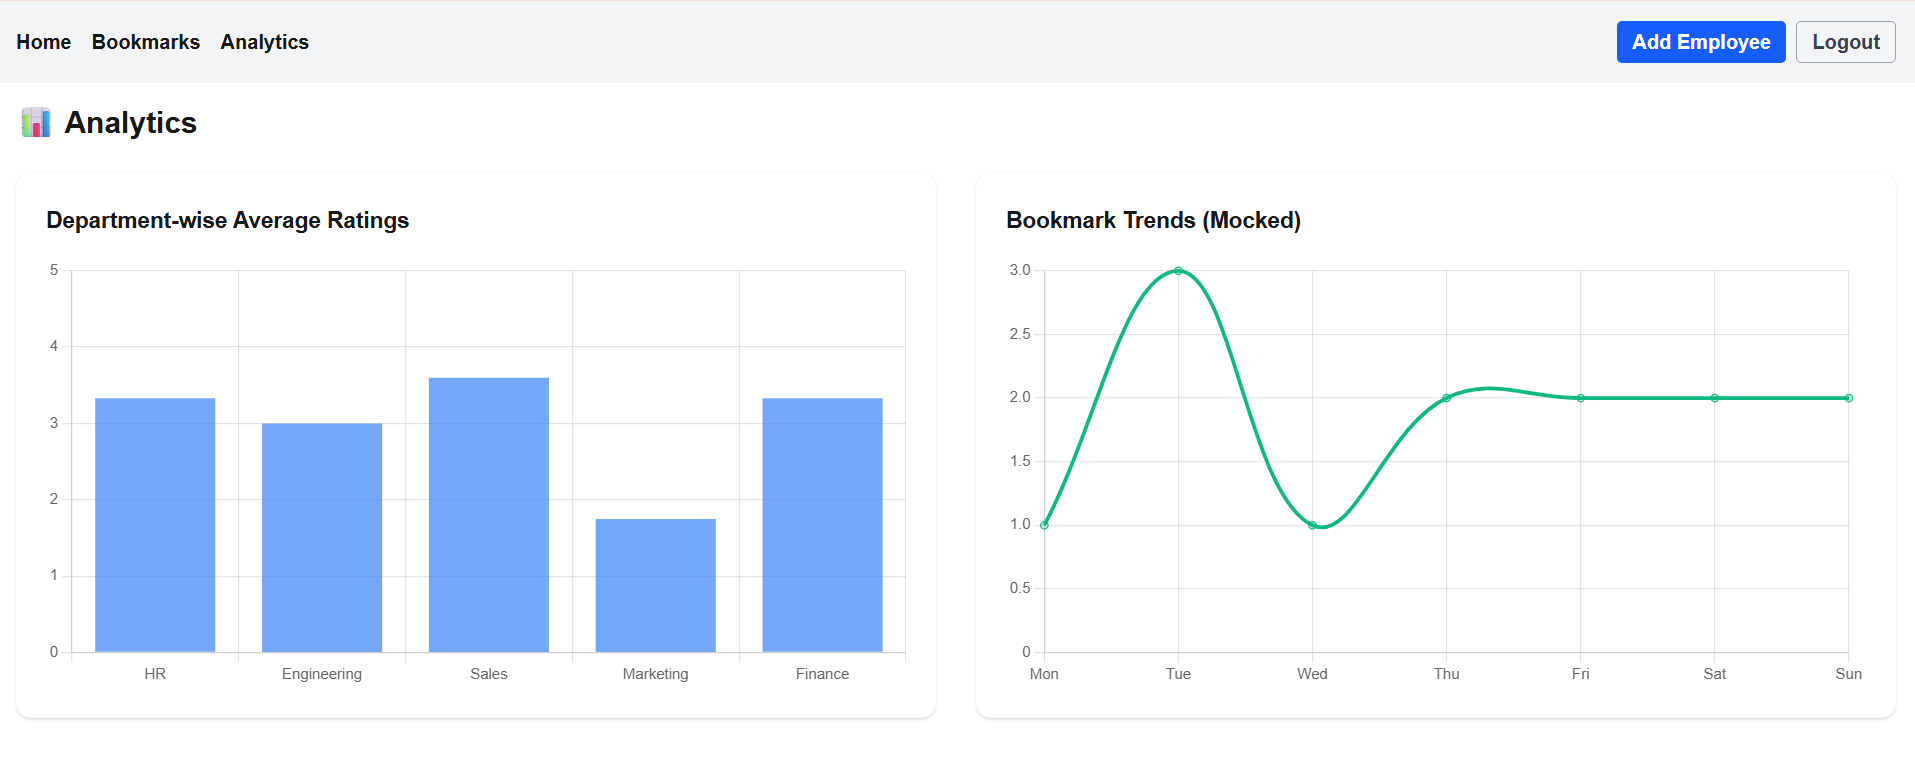 Home Bookmarks Analytics Add Employee Logout
📊 Analytics
Department-wise Average Ratings
5
4
3
2
1
0
HR Engineering Sales Marketing Finance
Bookmark Trends (Mocked)
3.0
2.5
2.0
1.5
1.0
0.5
0
Mon Tue Wed Thu Fri Sat Sun